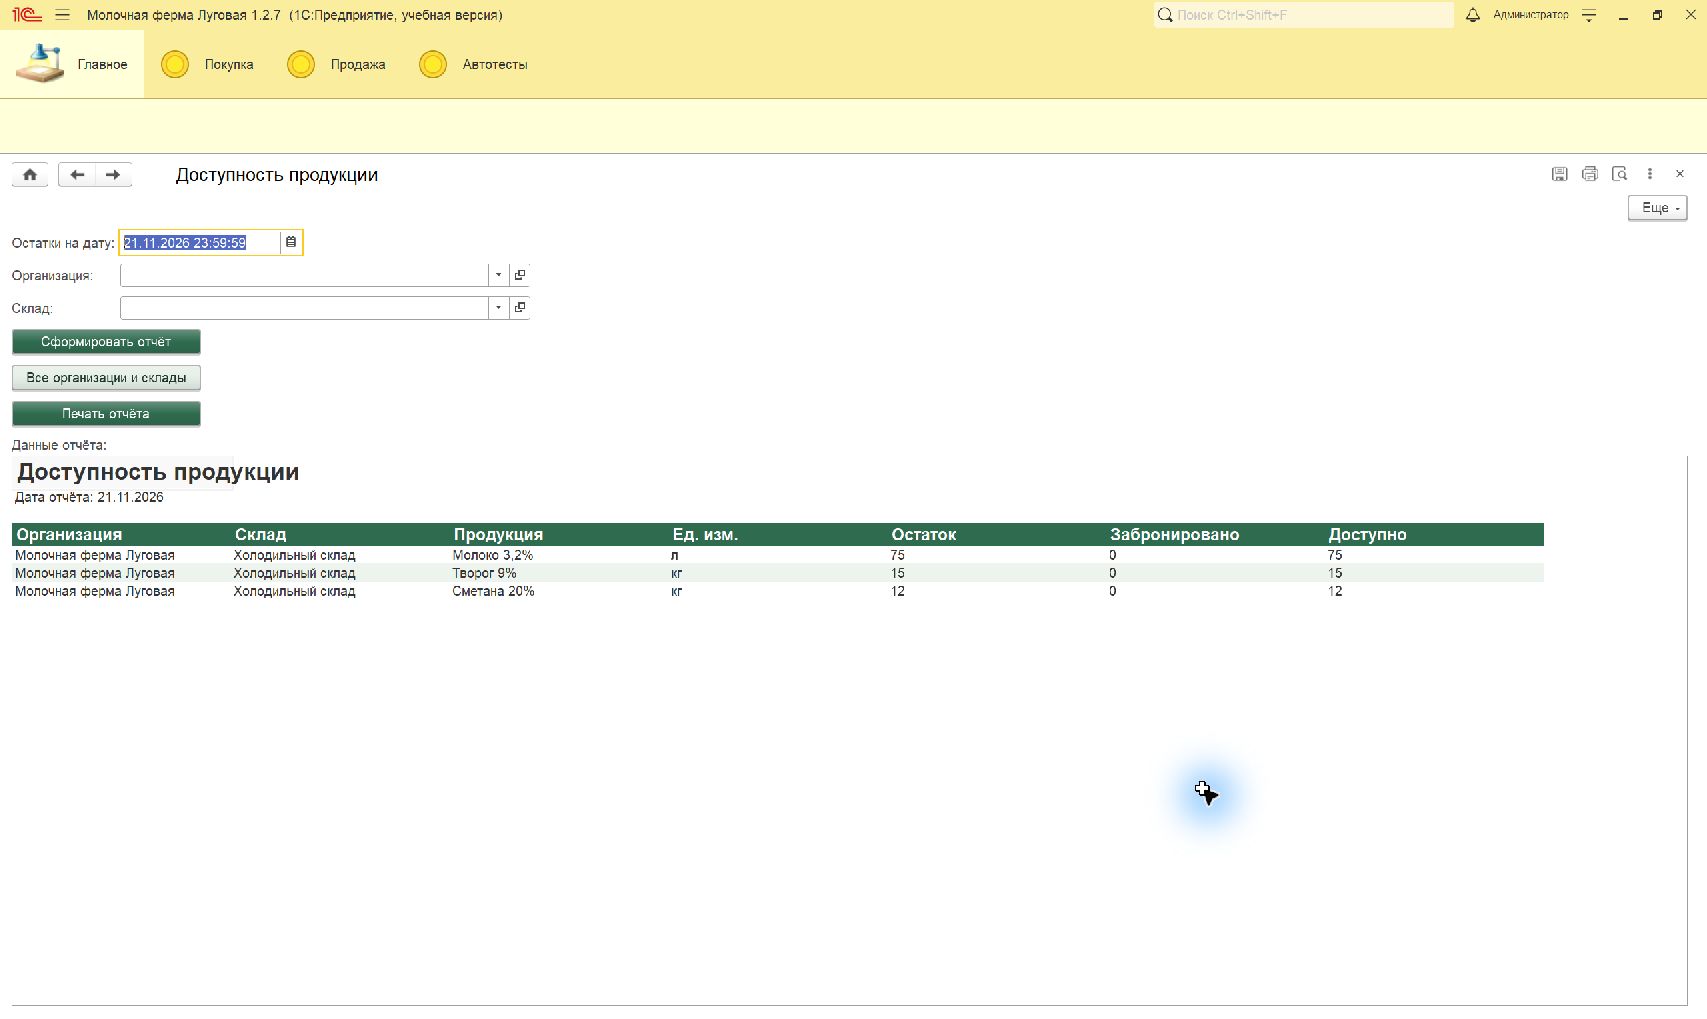 1С Молочная ферма Луговая 1.2.7 (1С:Предприятие, учебная версия) Поиск Ctrl+Shift+F Администратор
Главное Покупка Продажа Автотесты
Доступность продукции
Еще
Остатки на дату: 21.11.2026 23:59:59
Организация:
Склад:
Сформировать отчёт
Все организации и склады
Печать отчёта
Данные отчёта:
Доступность продукции
Дата отчёта: 21.11.2026
Организация Склад Продукция Ед. изм. Остаток Забронировано Доступно
Молочная ферма Луговая Холодильный склад Молоко 3,2% л 75 0 75
Молочная ферма Луговая Холодильный склад Творог 9% кг 15 0 15
Молочная ферма Луговая Холодильный склад Сметана 20% кг 12 0 12